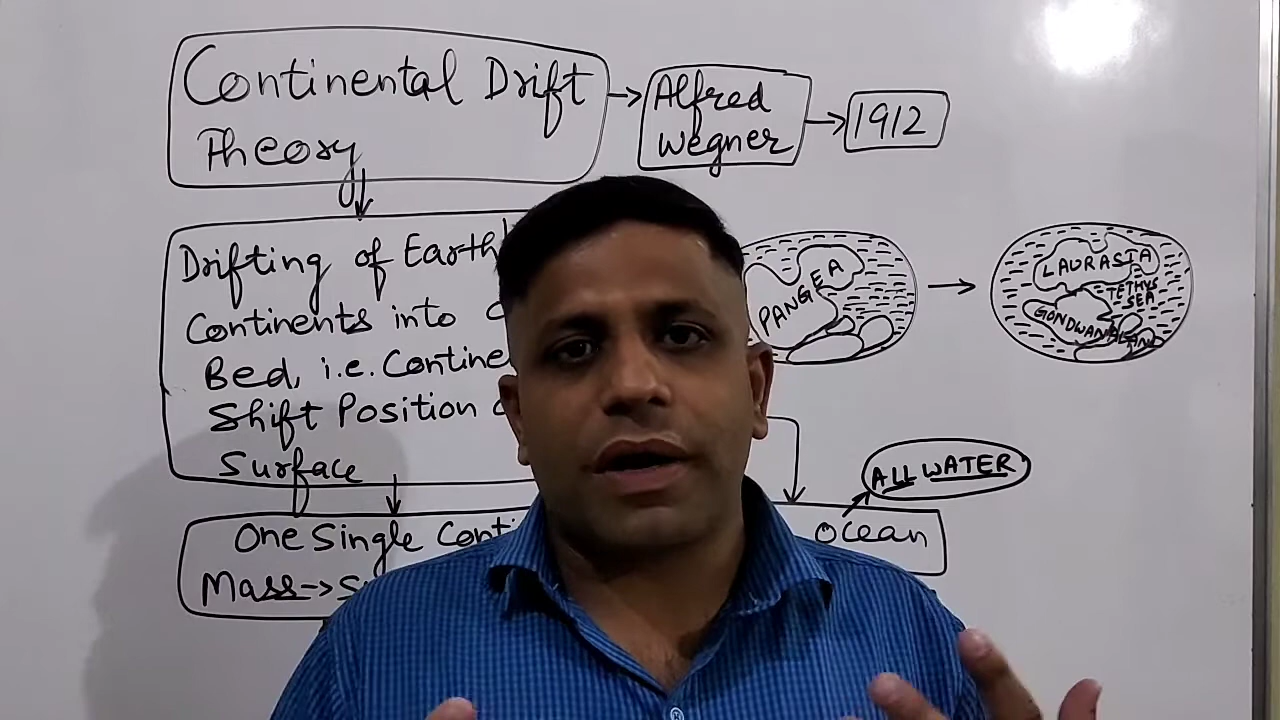 Continental Drift
Theory
Alfred
Wegner
1912
Drifting of Earth
Continents into
Bed, i.e. Contine
Shift Position
Surface
PANGEA
LAURASIA
TETHYS
SEA
GONDWANALAND
ALL WATER
One Single Conti
Mass→
ocean